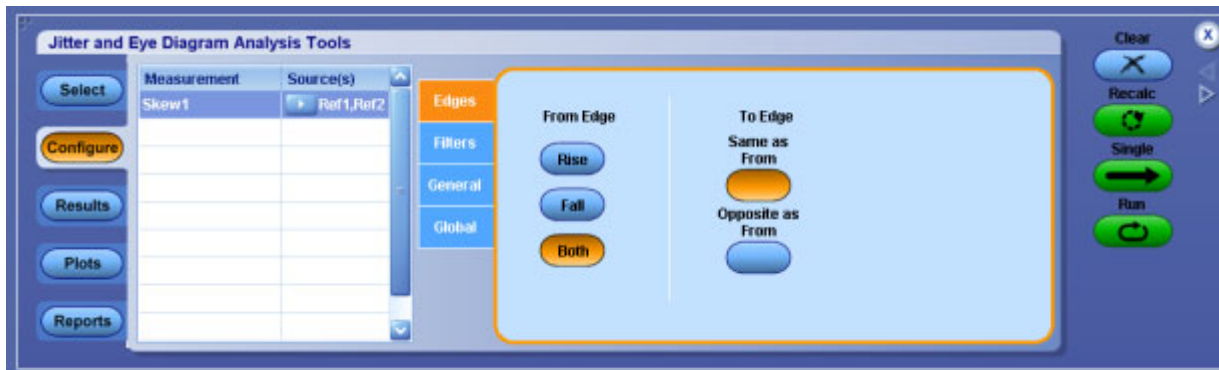 Jitter and Eye Diagram Analysis Tools
Clear
X
Select
Measurement Source(s)
Skew1 Ref1,Ref2
Configure
Results
Plots
Reports
Edges
Filters
General
Global
From Edge
Rise
Fall
Both
To Edge
Same as
From
Opposite as
From
Recalc
Single
Run